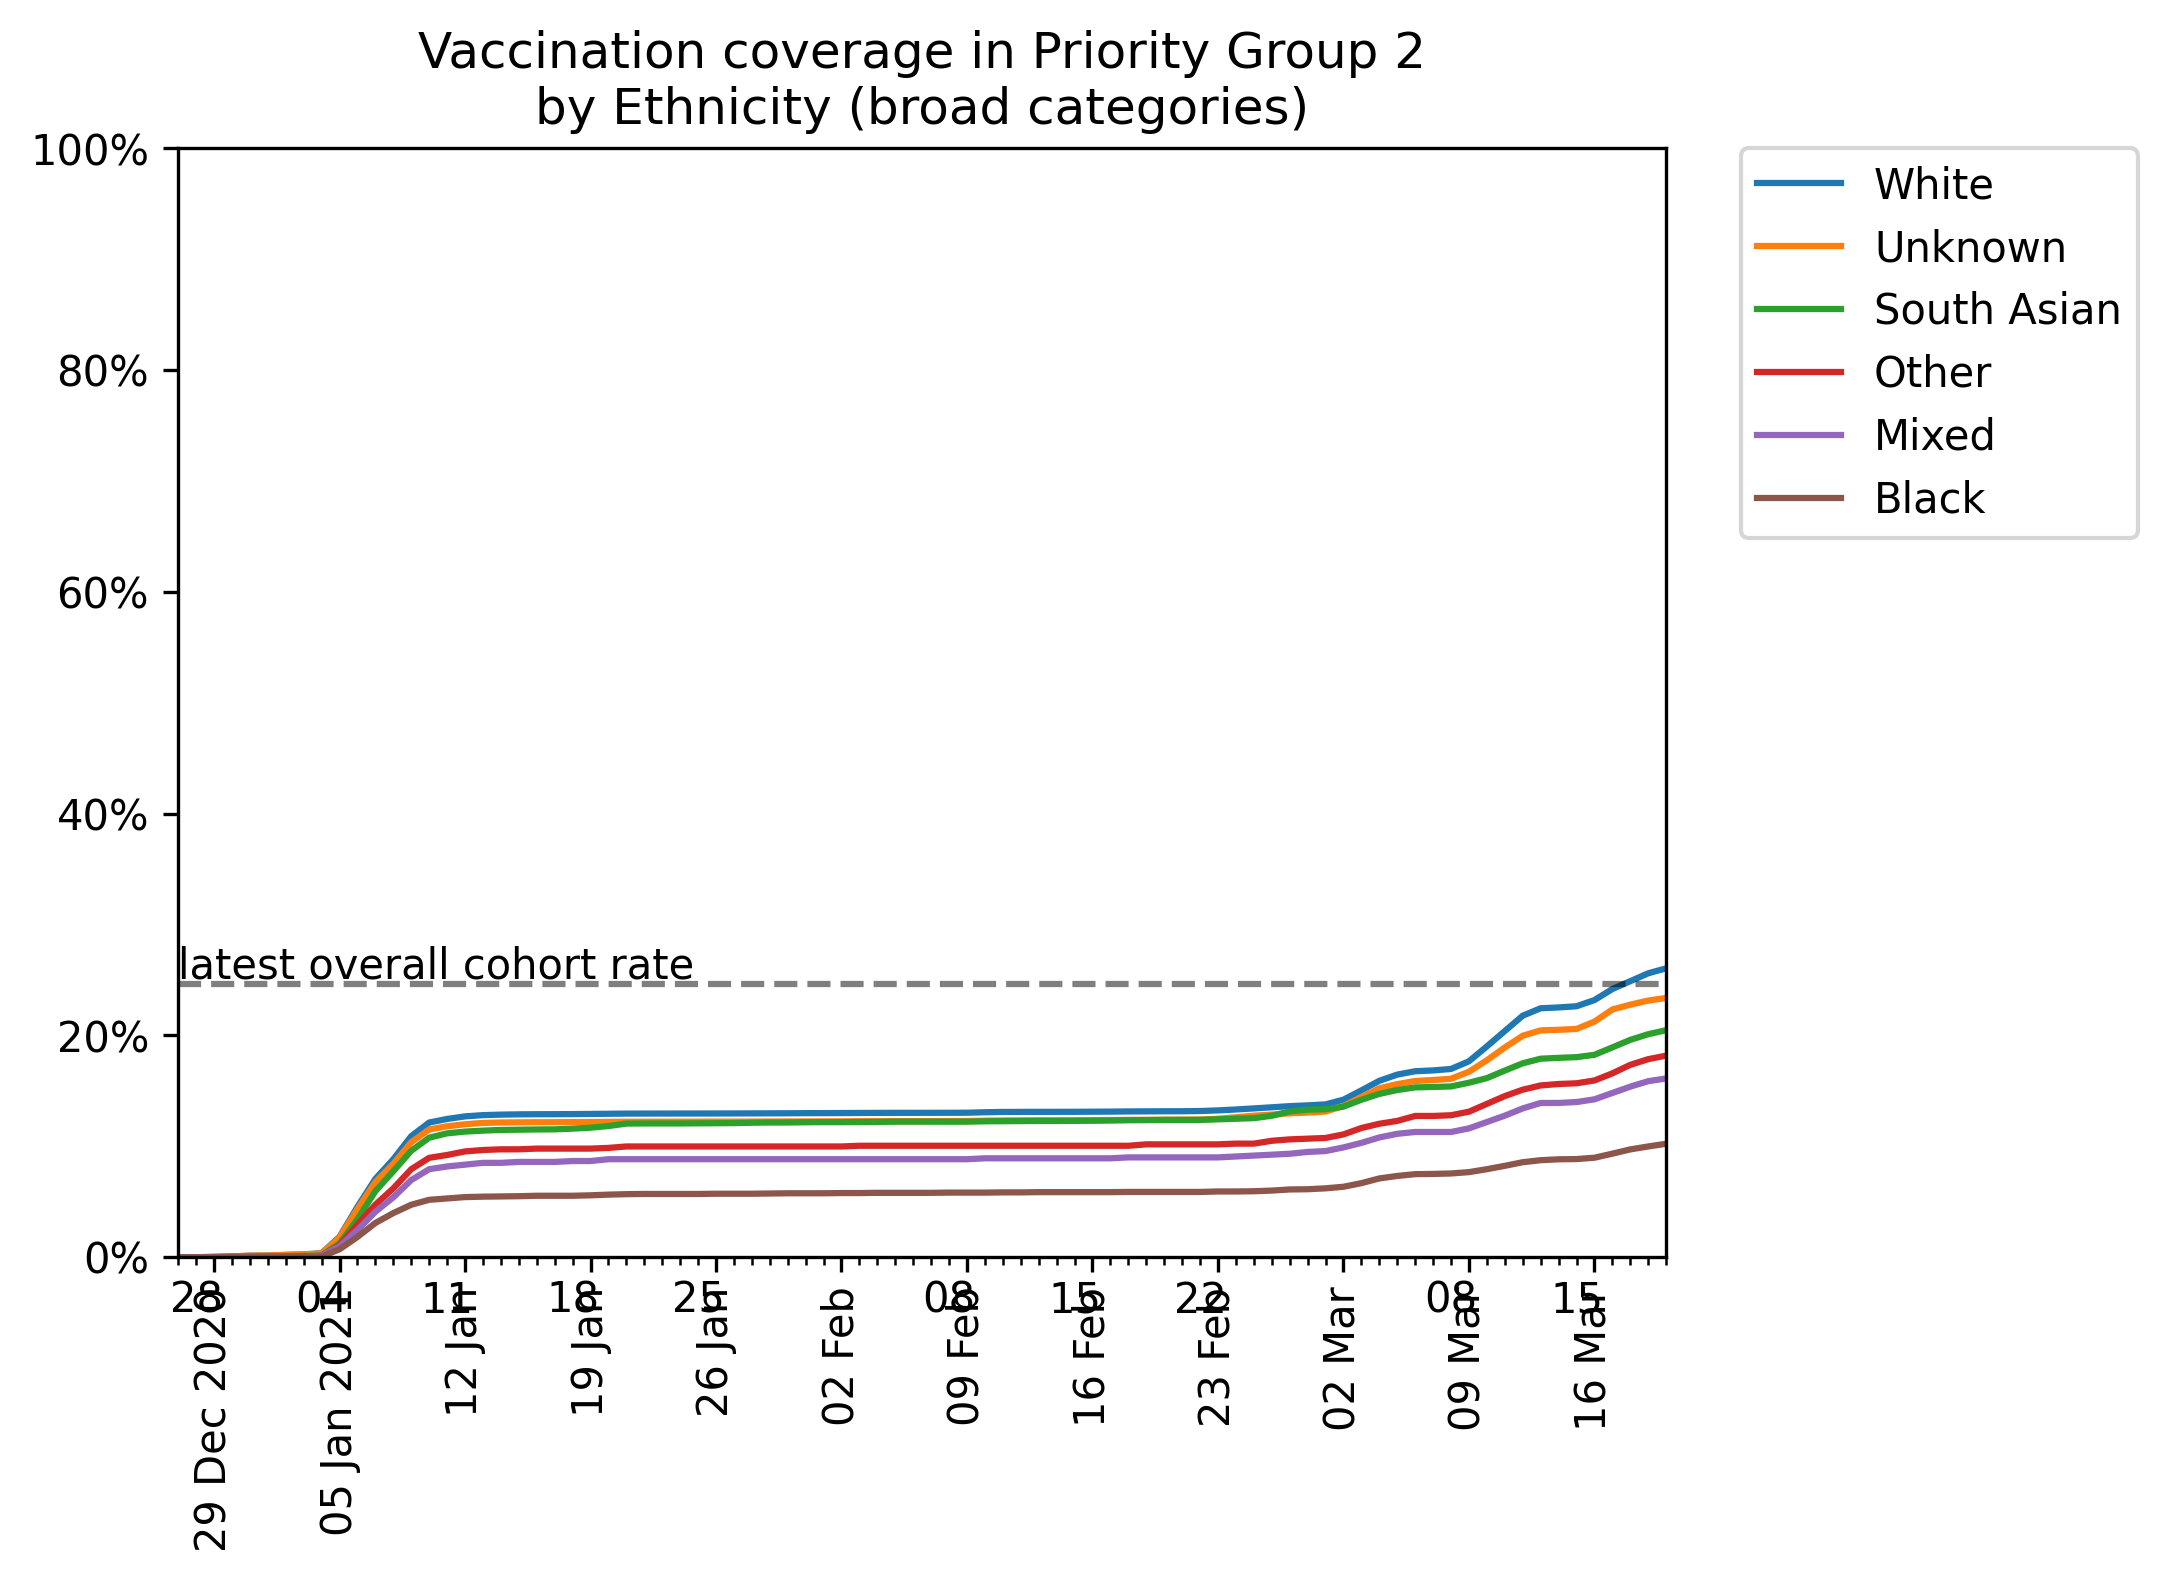 Vaccination coverage in Priority Group 2
by Ethnicity (broad categories)
100%
80%
60%
40%
20%
0%
latest overall cohort rate
White
Unknown
South Asian
Other
Mixed
Black
28
04
11
18
25
08
15
22
08
15
29 Dec 2020
05 Jan 2021
12 Jan
19 Jan
26 Jan
02 Feb
09 Feb
16 Feb
23 Feb
02 Mar
09 Mar
16 Mar